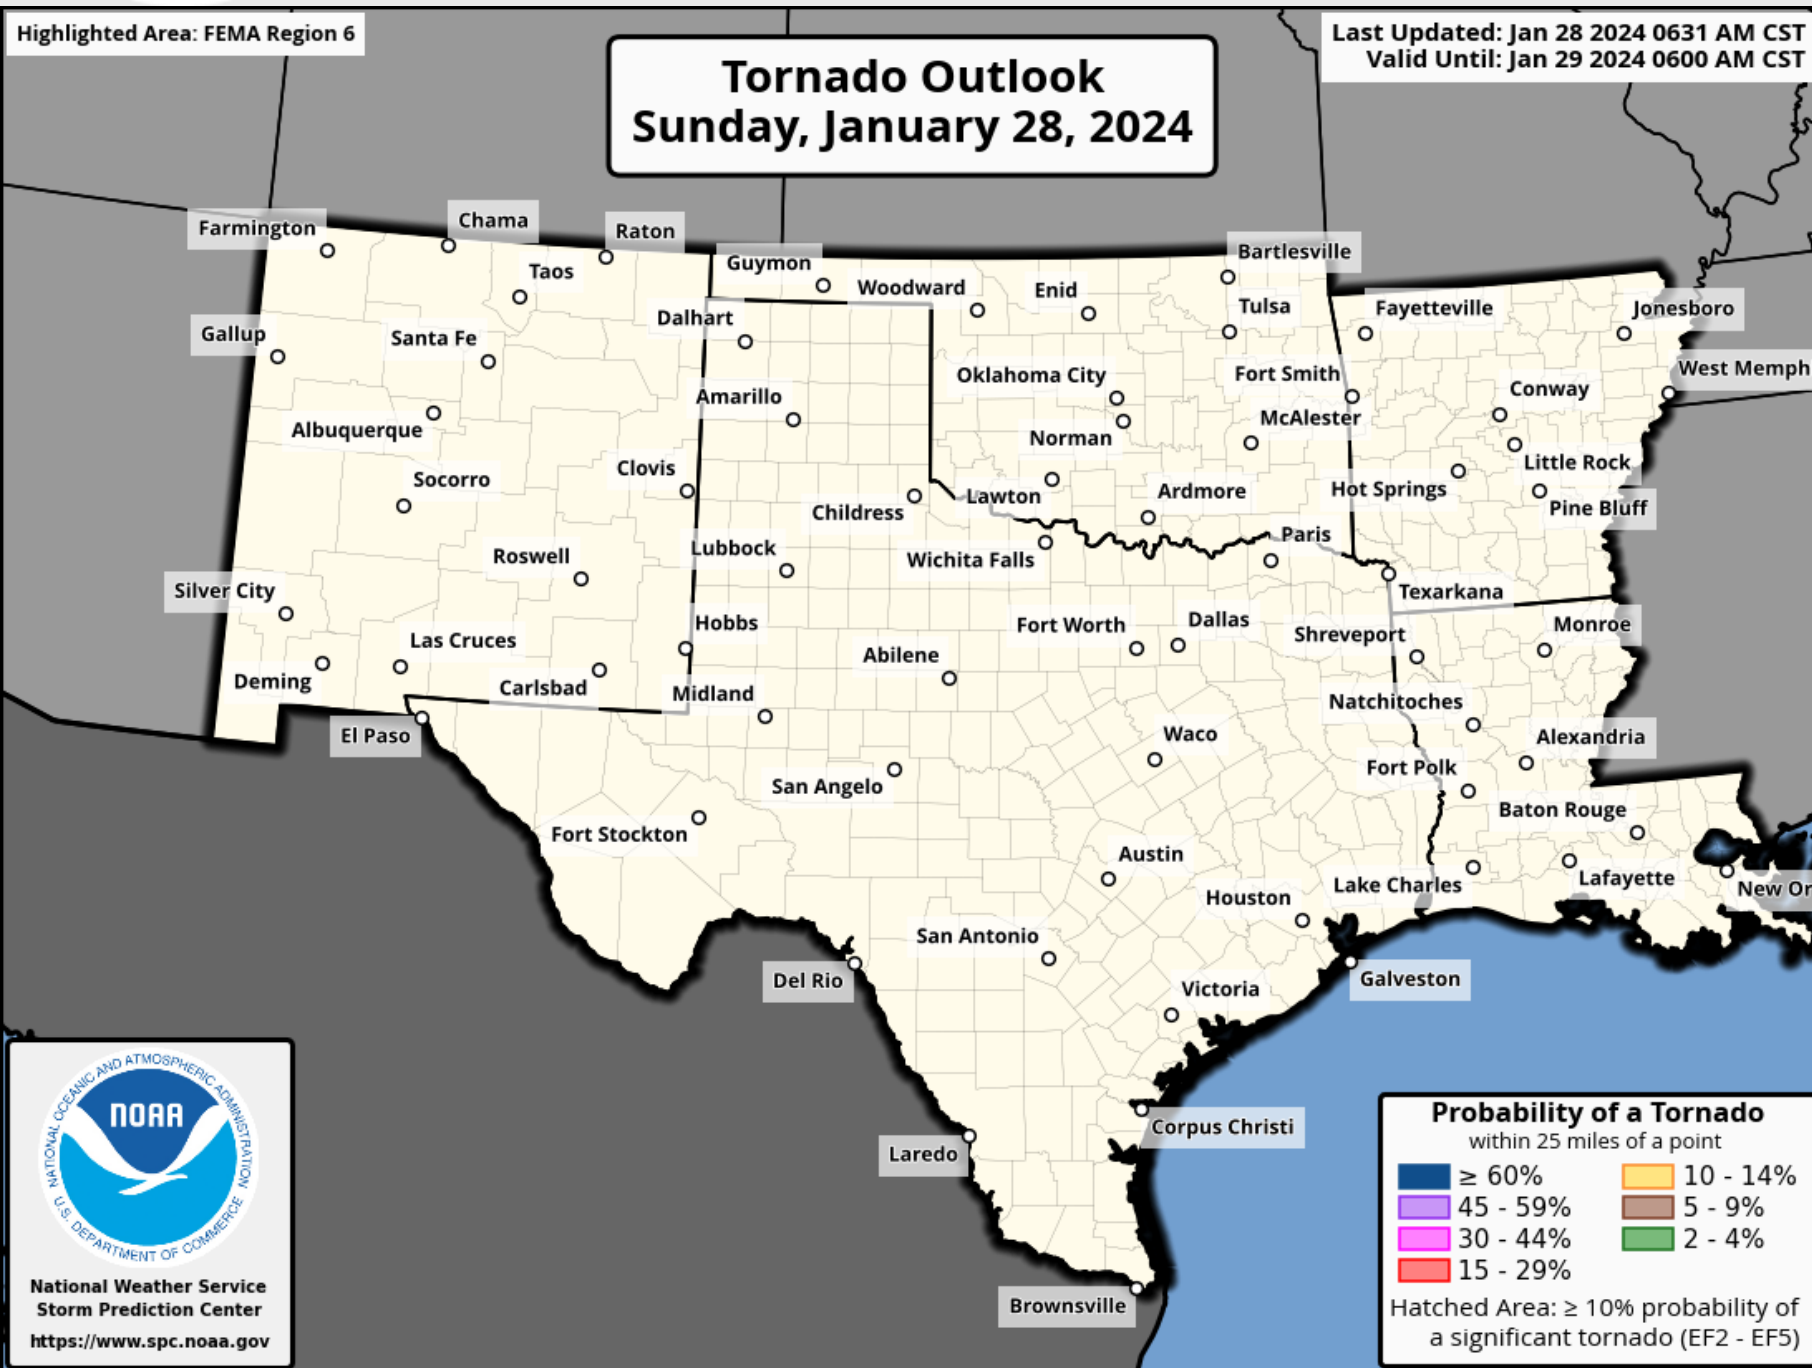 Highlighted Area: FEMA Region 6
Last Updated: Jan 28 2024 0631 AM CST
Valid Until: Jan 29 2024 0600 AM CST
Tornado Outlook
Sunday, January 28, 2024
Farmington
Chama
Raton
Taos
Guymon
Woodward
Enid
Bartlesville
Tulsa
Fayetteville
Jonesboro
Gallup
Santa Fe
Dalhart
Oklahoma City
Fort Smith
West Memph
Albuquerque
Amarillo
Norman
McAlester
Conway
Little Rock
Socorro
Clovis
Childress
Lawton
Ardmore
Hot Springs
Pine Bluff
Roswell
Lubbock
Wichita Falls
Paris
Texarkana
Silver City
Las Cruces
Hobbs
Abilene
Fort Worth
Dallas
Shreveport
Monroe
Deming
Carlsbad
Midland
Natchitoches
El Paso
Waco
Alexandria
San Angelo
Fort Polk
Fort Stockton
Baton Rouge
Austin
Houston
Lake Charles
Lafayette
New Or
San Antonio
Del Rio
Victoria
Galveston
Corpus Christi
Laredo
Brownsville
NATIONAL OCEANIC AND ATMOSPHERIC ADMINISTRATION
NOAA
U.S. DEPARTMENT OF COMMERCE
National Weather Service
Storm Prediction Center
https://www.spc.noaa.gov
Probability of a Tornado
within 25 miles of a point
≥ 60% 10 - 14%
45 - 59% 5 - 9%
30 - 44% 2 - 4%
15 - 29%
Hatched Area: ≥ 10% probability of
a significant tornado (EF2 - EF5)